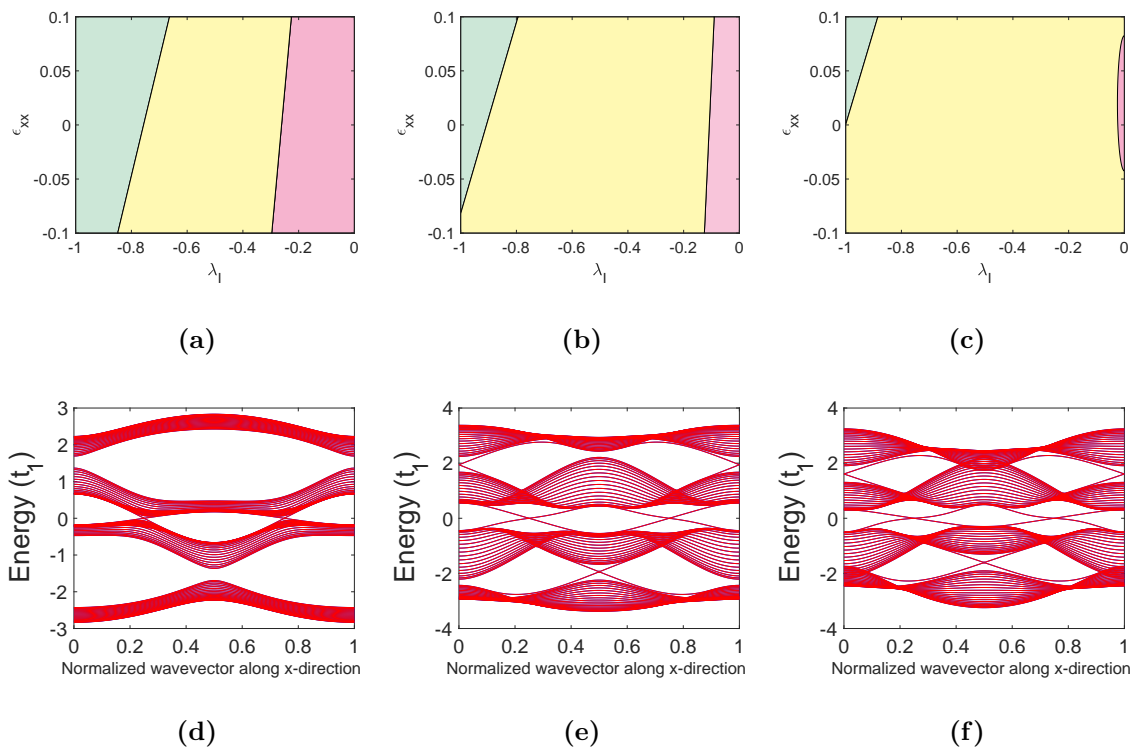 0.1
0.05
0
-0.05
-0.1
ϵxx
-1 -0.8 -0.6 -0.4 -0.2 0
λI
(a)
0.1
0.05
0
-0.05
-0.1
ϵxx
-1 -0.8 -0.6 -0.4 -0.2 0
λI
(b)
0.1
0.05
0
-0.05
-0.1
ϵxx
-1 -0.8 -0.6 -0.4 -0.2 0
λI
(c)
3
2
1
0
-1
-2
-3
Energy (t1)
0 0.2 0.4 0.6 0.8 1
Normalized wavevector along x-direction
(d)
4
2
0
-2
-4
Energy (t1)
0 0.2 0.4 0.6 0.8 1
Normalized wavevector along x-direction
(e)
4
2
0
-2
-4
Energy (t1)
0 0.2 0.4 0.6 0.8 1
Normalized wavevector along x-direction
(f)